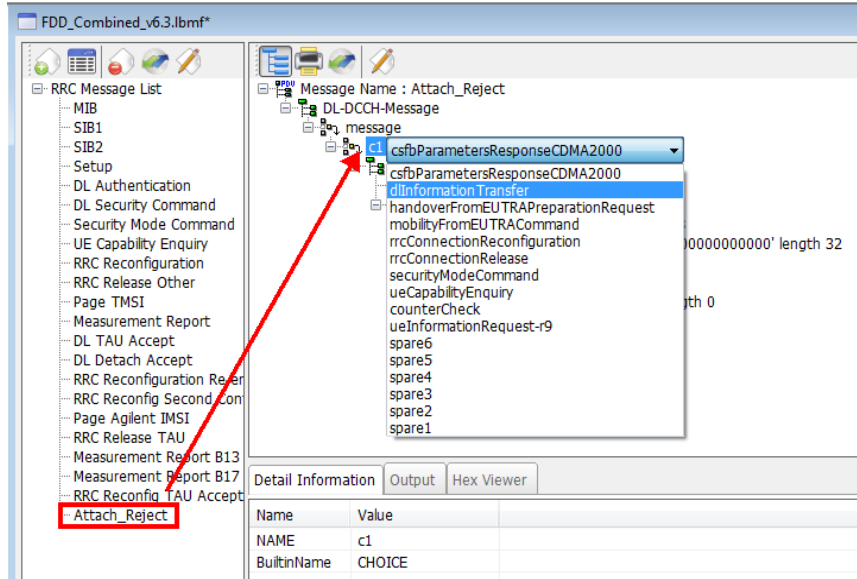 FDD_Combined_v6.3.lbmf*
RRC Message List
MIB
SIB1
SIB2
Setup
DL Authentication
DL Security Command
Security Mode Command
UE Capability Enquiry
RRC Reconfiguration
RRC Release Other
Page TMSI
Measurement Report
DL TAU Accept
DL Detach Accept
RRC Reconfiguration
RRC Reconfig Second
Page Agilent IMSI
RRC Release TAU
Measurement Report B13
Measurement Report B17
RRC Reconfig TAU Accept
Attach_Reject
Message Name : Attach_Reject
DL-DCCH-Message
message
c1 csfbParametersResponseCDMA2000
csfbParametersResponseCDMA2000
dlInformationTransfer
handoverFromEUTRAPreparationRequest
mobilityFromEUTRACommand
rrcConnectionReconfiguration
00000000000' length 32
rrcConnectionRelease
securityModeCommand
ueCapabilityEnquiry
gth 0
counterCheck
ueInformationRequest-r9
spare6
spare5
spare4
spare3
spare2
spare1
Detail Information Output Hex Viewer
Name Value
NAME c1
BuiltinName CHOICE